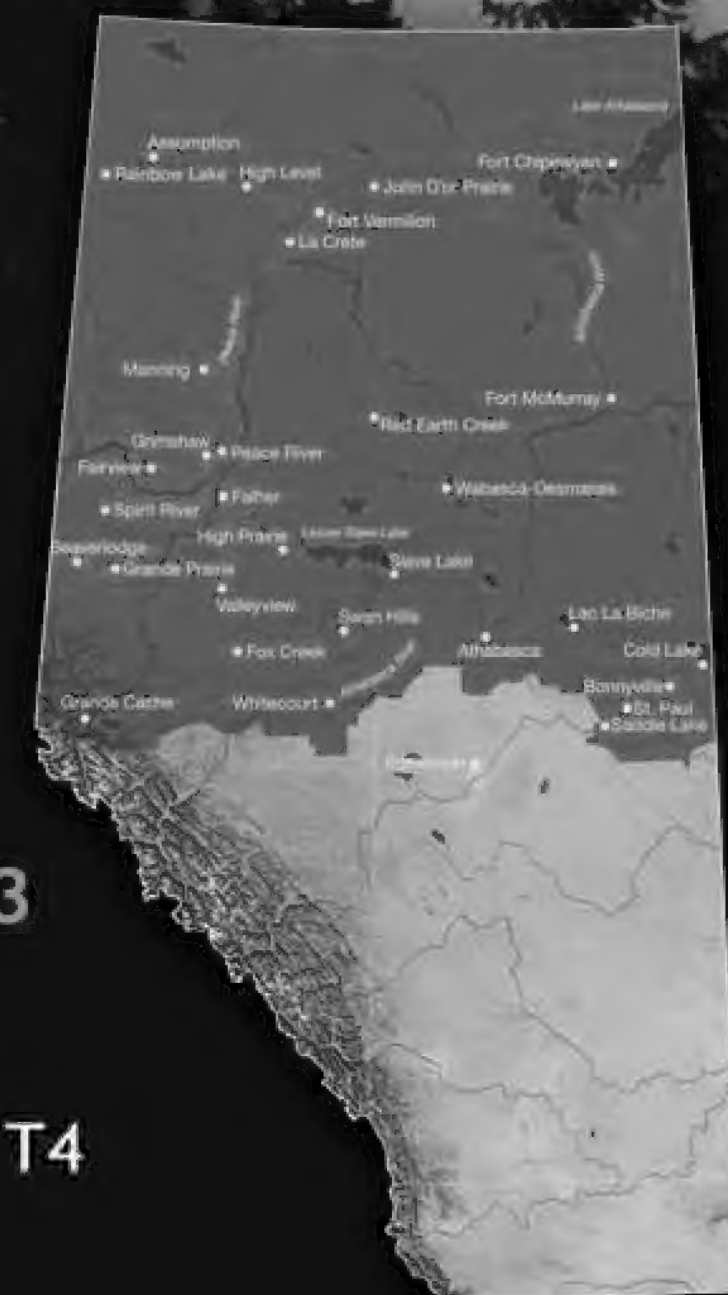 Lake Athabasca
Assumption
Fort Chipewyan
Rainbow Lake
High Level
John D'or Prairie
Fort Vermilion
La Crete
Manning
Fort McMurray
Red Earth Creek
Grimshaw
Peace River
Fairview
Wabasca-Desmarais
Falher
Spirit River
High Prairie
Lesser Slave Lake
Beaverlodge
Slave Lake
Grande Prairie
Valleyview
Swan Hills
Lac La Biche
Fox Creek
Athabasca
Cold Lake
Bonnyville
Grande Cache
Whitecourt
St. Paul
Saddle Lake
3
T4